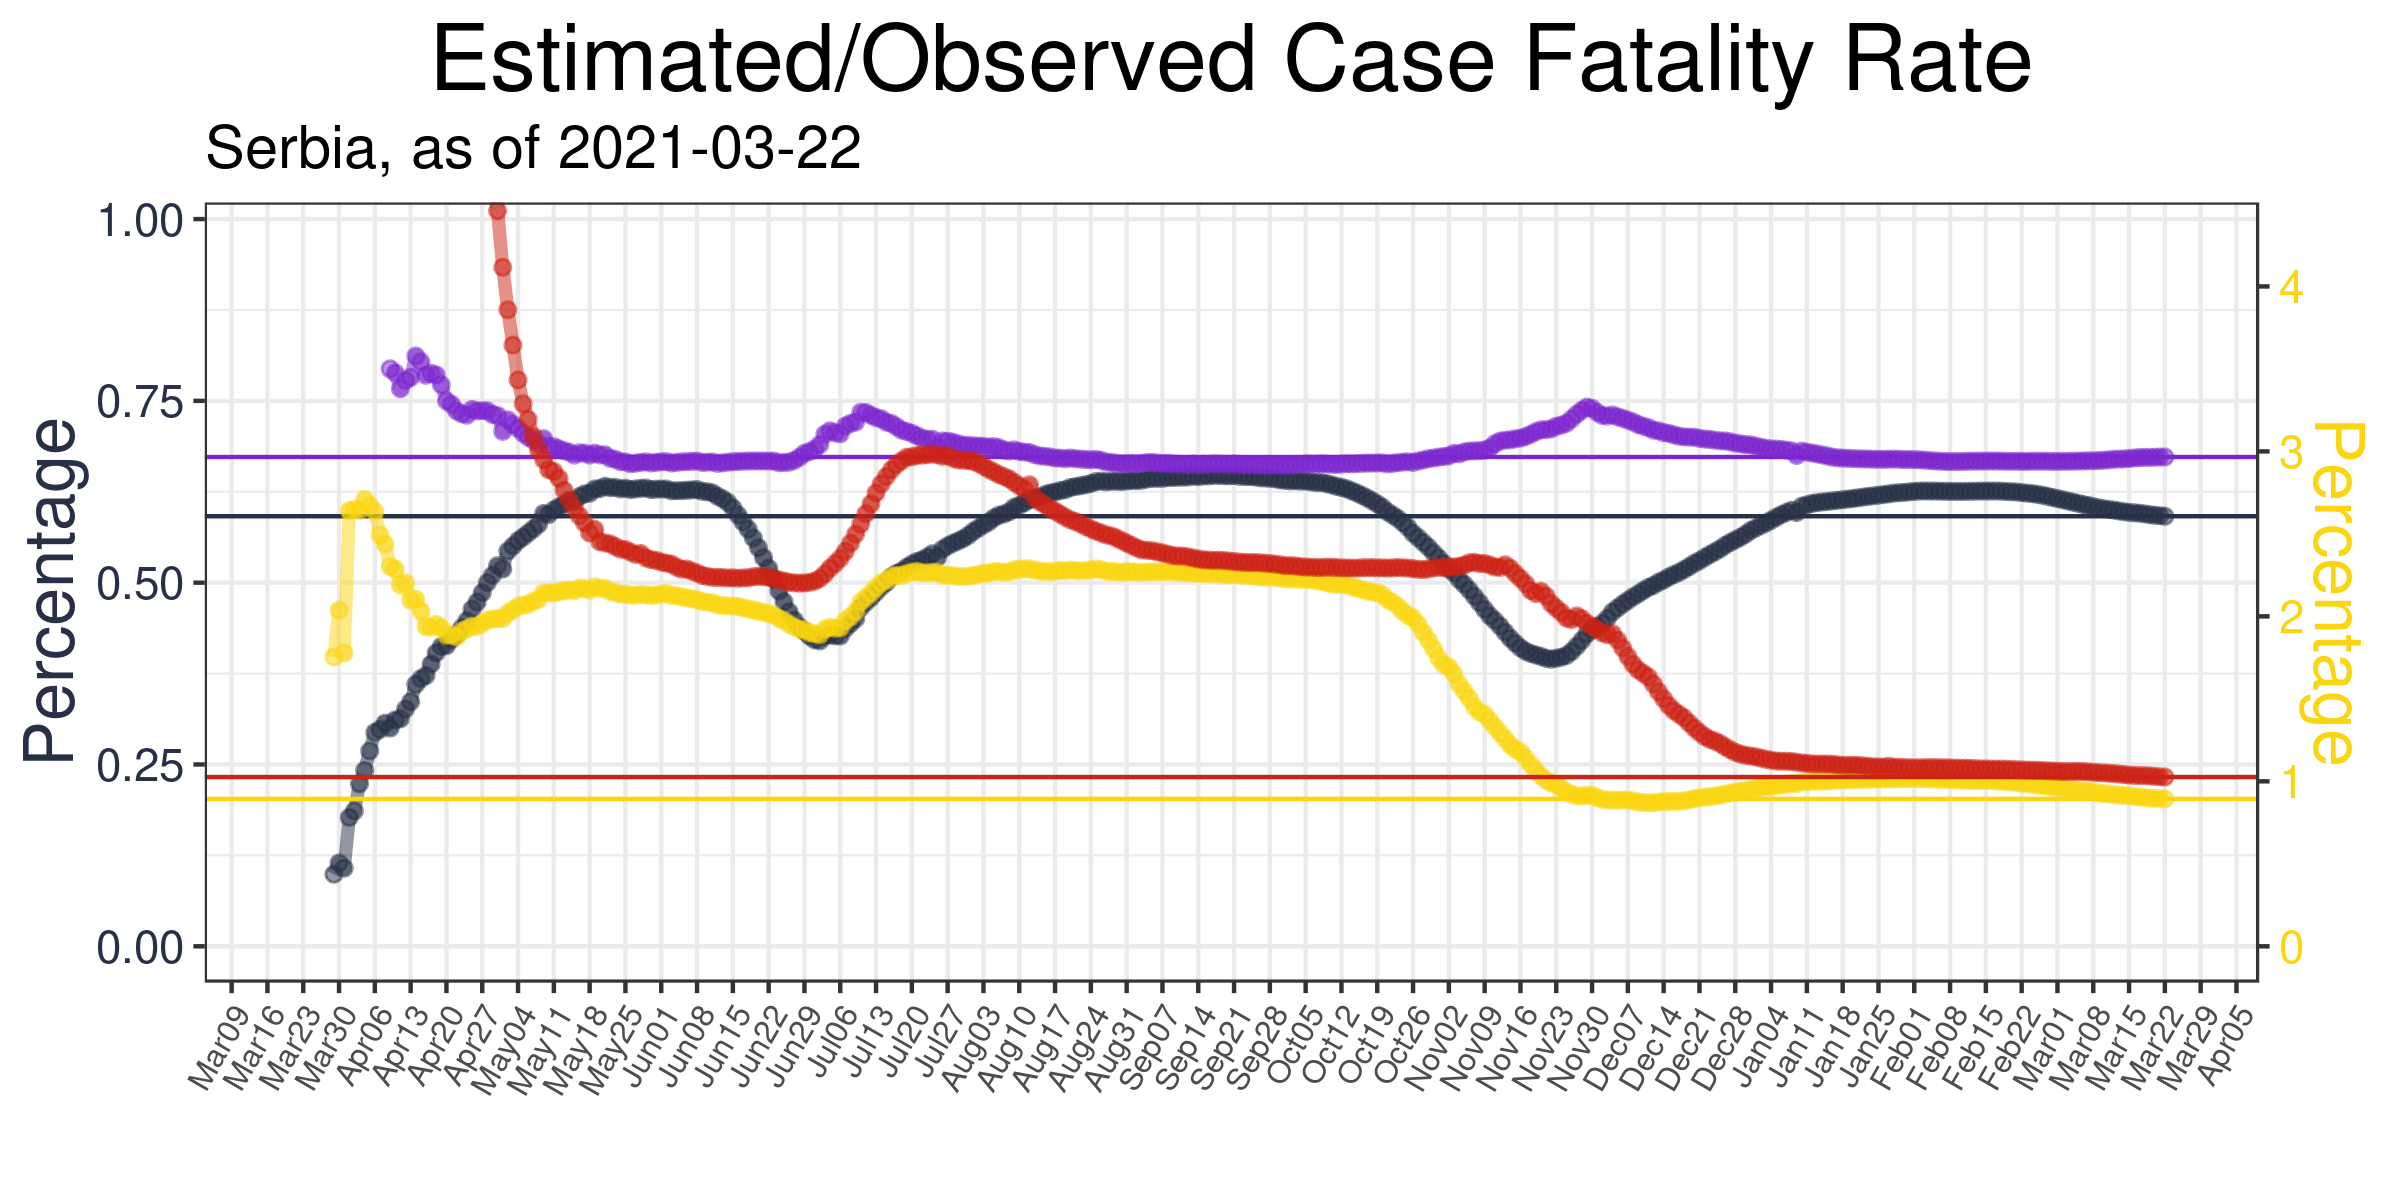 Estimated/Observed Case Fatality Rate
Serbia, as of 2021-03-22
Percentage
1.00
0.75
0.50
0.25
0.00
4
3
2
1
0
Percentage
Mar09
Mar16
Mar23
Mar30
Apr06
Apr13
Apr20
Apr27
May04
May11
May18
May25
Jun01
Jun08
Jun15
Jun22
Jun29
Jul06
Jul13
Jul20
Jul27
Aug03
Aug10
Aug17
Aug24
Aug31
Sep07
Sep14
Sep21
Sep28
Oct05
Oct12
Oct19
Oct26
Nov02
Nov09
Nov16
Nov23
Nov30
Dec07
Dec14
Dec21
Dec28
Jan04
Jan11
Jan18
Jan25
Feb01
Feb08
Feb15
Feb22
Mar01
Mar08
Mar15
Mar22
Mar29
Apr05